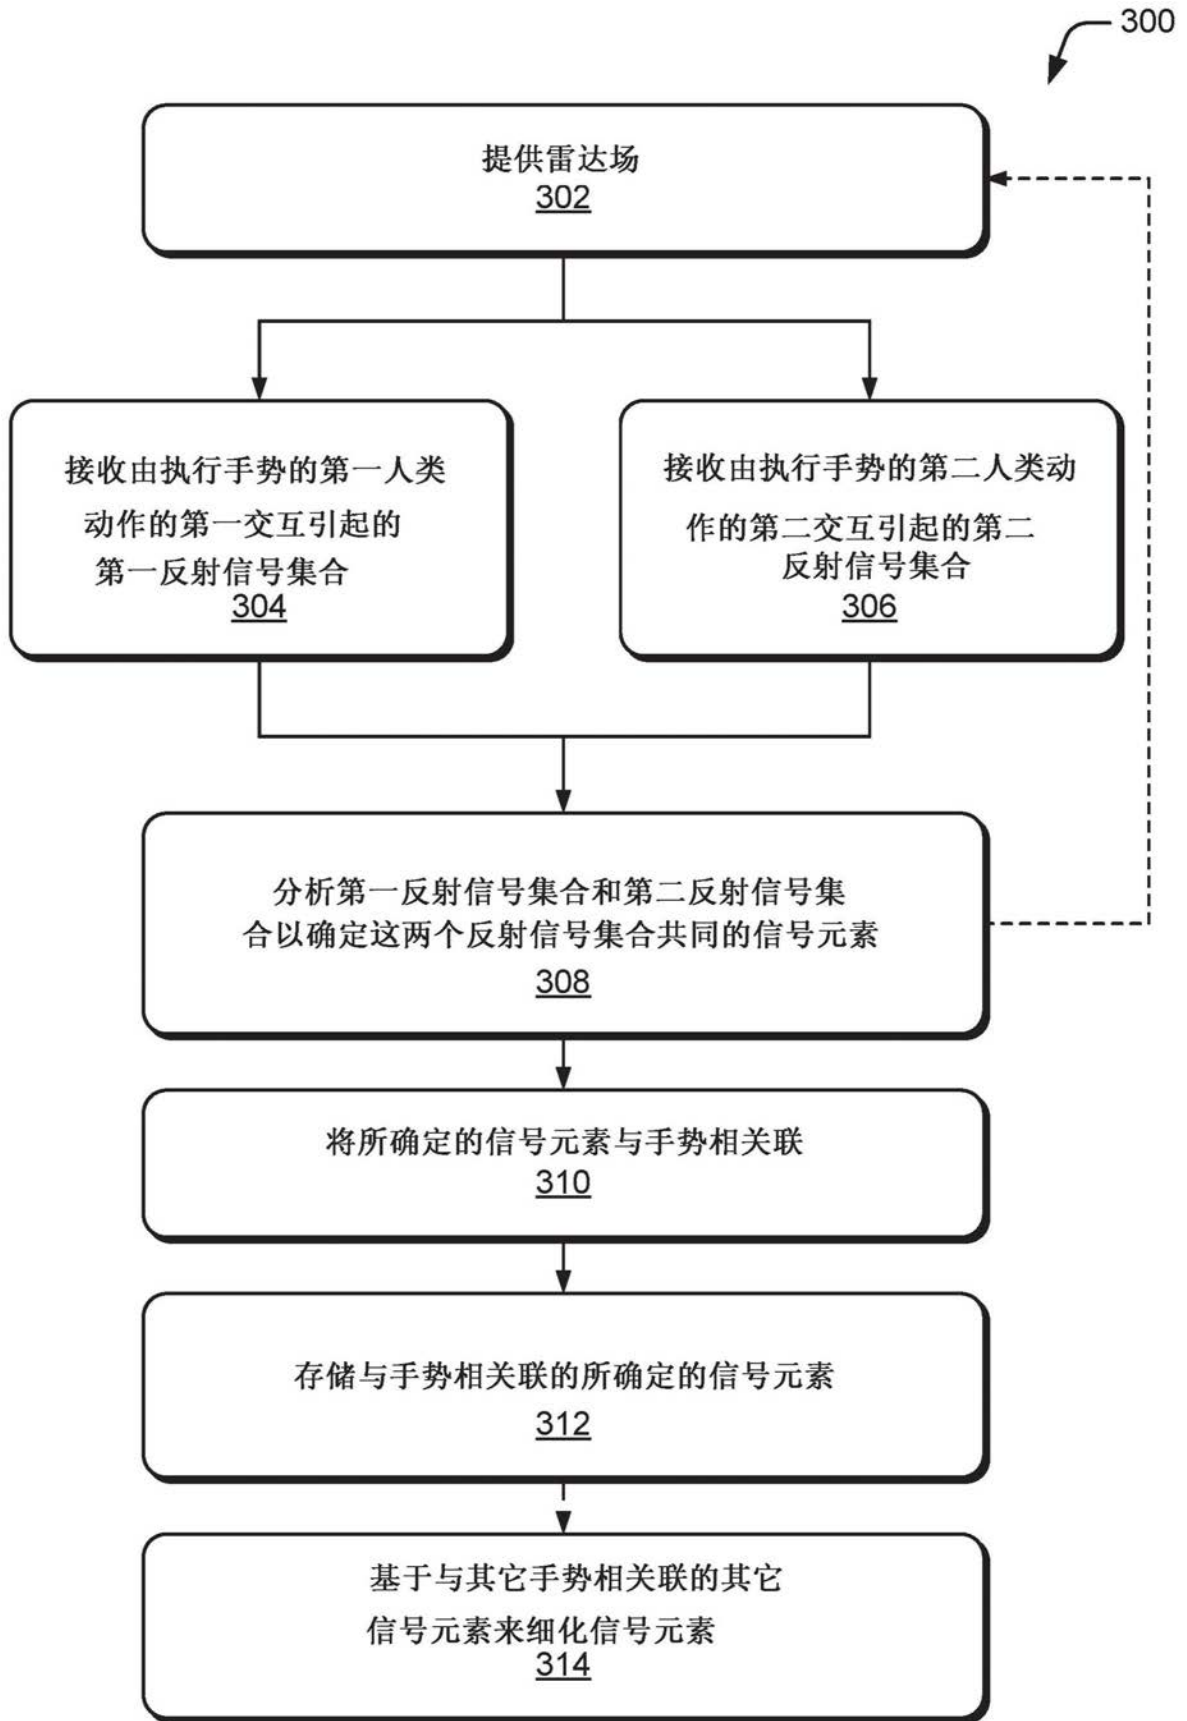 300
提供雷达场
302
接收由执行手势的第一人类
动作的第一交互引起的
第一反射信号集合
304
接收由执行手势的第二人类动
作的第二交互引起的第二
反射信号集合
306
分析第一反射信号集合和第二反射信号集
合以确定这两个反射信号集合共同的信号元素
308
将所确定的信号元素与手势相关联
310
存储与手势相关联的所确定的信号元素
312
基于与其它手势相关联的其它
信号元素来细化信号元素
314